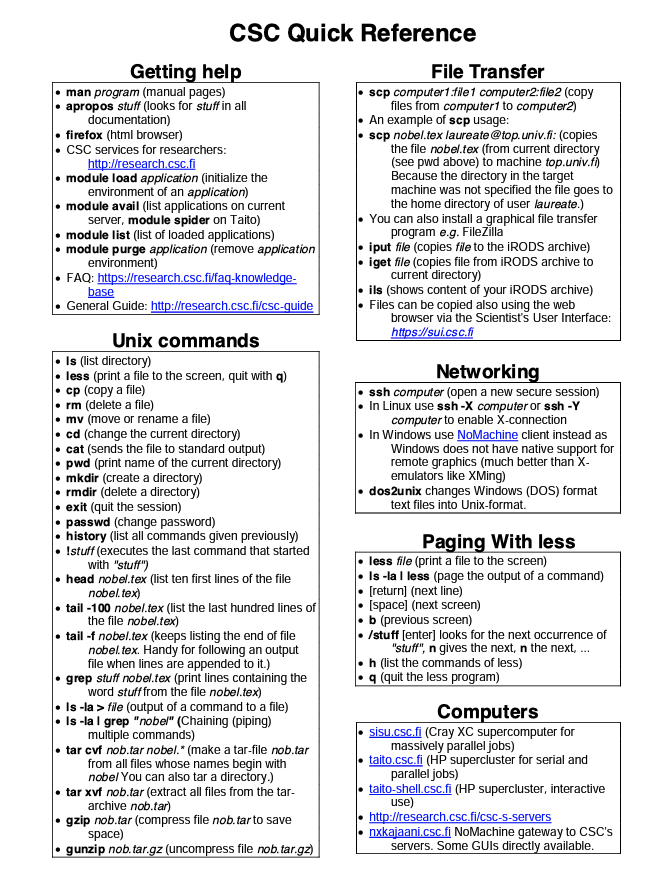 CSC Quick Reference
Getting help
• man program (manual pages)
• apropos stuff (looks for stuff in all
documentation)
• firefox (html browser)
• CSC services for researchers:
http://research.csc.fi
• module load application (initialize the
environment of an application)
• module avail (list applications on current
server, module spider on Taito)
• module list (list of loaded applications)
• module purge application (remove application
environment)
• FAQ: https://research.csc.fi/faq-knowledge-
base
• General Guide: http://research.csc.fi/csc-guide
Unix commands
• ls (list directory)
• less (print a file to the screen, quit with q)
• cp (copy a file)
• rm (delete a file)
• mv (move or rename a file)
• cd (change the current directory)
• cat (sends the file to standard output)
• pwd (print name of the current directory)
• mkdir (create a directory)
• rmdir (delete a directory)
• exit (quit the session)
• passwd (change password)
• history (list all commands given previously)
• !stuff (executes the last command that started
with "stuff")
• head nobel.tex (list ten first lines of the file
nobel.tex)
• tail -100 nobel.tex (list the last hundred lines of
the file nobel.tex)
• tail -f nobel.tex (keeps listing the end of file
nobel.tex. Handy for following an output
file when lines are appended to it.)
• grep stuff nobel.tex (print lines containing the
word stuff from the file nobel.tex)
• ls -la > file (output of a command to a file)
• ls -la | grep "nobel" (Chaining (piping)
multiple commands)
• tar cvf nob.tar nobel.* (make a tar-file nob.tar
from all files whose names begin with
nobel You can also tar a directory.)
• tar xvf nob.tar (extract all files from the tar-
archive nob.tar)
• gzip nob.tar (compress file nob.tar to save
space)
• gunzip nob.tar.gz (uncompress file nob.tar.gz)
File Transfer
• scp computer1:file1 computer2:file2 (copy
files from computer1 to computer2)
• An example of scp usage:
• scp nobel.tex laureate@top.uni.fi: (copies
the file nobel.tex (from current directory
(see pwd above) to machine top.uni.fi)
Because the directory in the target
machine was not specified the file goes to
the home directory of user laureate.)
• You can also install a graphical file transfer
program e.g. FileZilla
• iput file (copies file to the iRODS archive)
• iget file (copies file from iRODS archive to
current directory)
• ils (shows content of your iRODS archive)
• Files can be copied also using the web
browser via the Scientist's User Interface:
https://sui.csc.fi
Networking
• ssh computer (open a new secure session)
• In Linux use ssh -X computer or ssh -Y
computer to enable X-connection
• In Windows use NoMachine client instead as
Windows does not have native support for
remote graphics (much better than X-
emulators like XMing)
• dos2unix changes Windows (DOS) format
text files into Unix-format.
Paging With less
• less file (print a file to the screen)
• ls -la | less (page the output of a command)
• [return] (next line)
• [space] (next screen)
• b (previous screen)
• /stuff [enter] looks for the next occurrence of
"stuff", n gives the next, n the next, ...
• h (list the commands of less)
• q (quit the less program)
Computers
• sisu.csc.fi (Cray XC supercomputer for
massively parallel jobs)
• taito.csc.fi (HP supercluster for serial and
parallel jobs)
• taito-shell.csc.fi (HP supercluster, interactive
use)
• http://research.csc.fi/csc-s-servers
• nxkajaani.csc.fi NoMachine gateway to CSC's
servers. Some GUIs directly available.